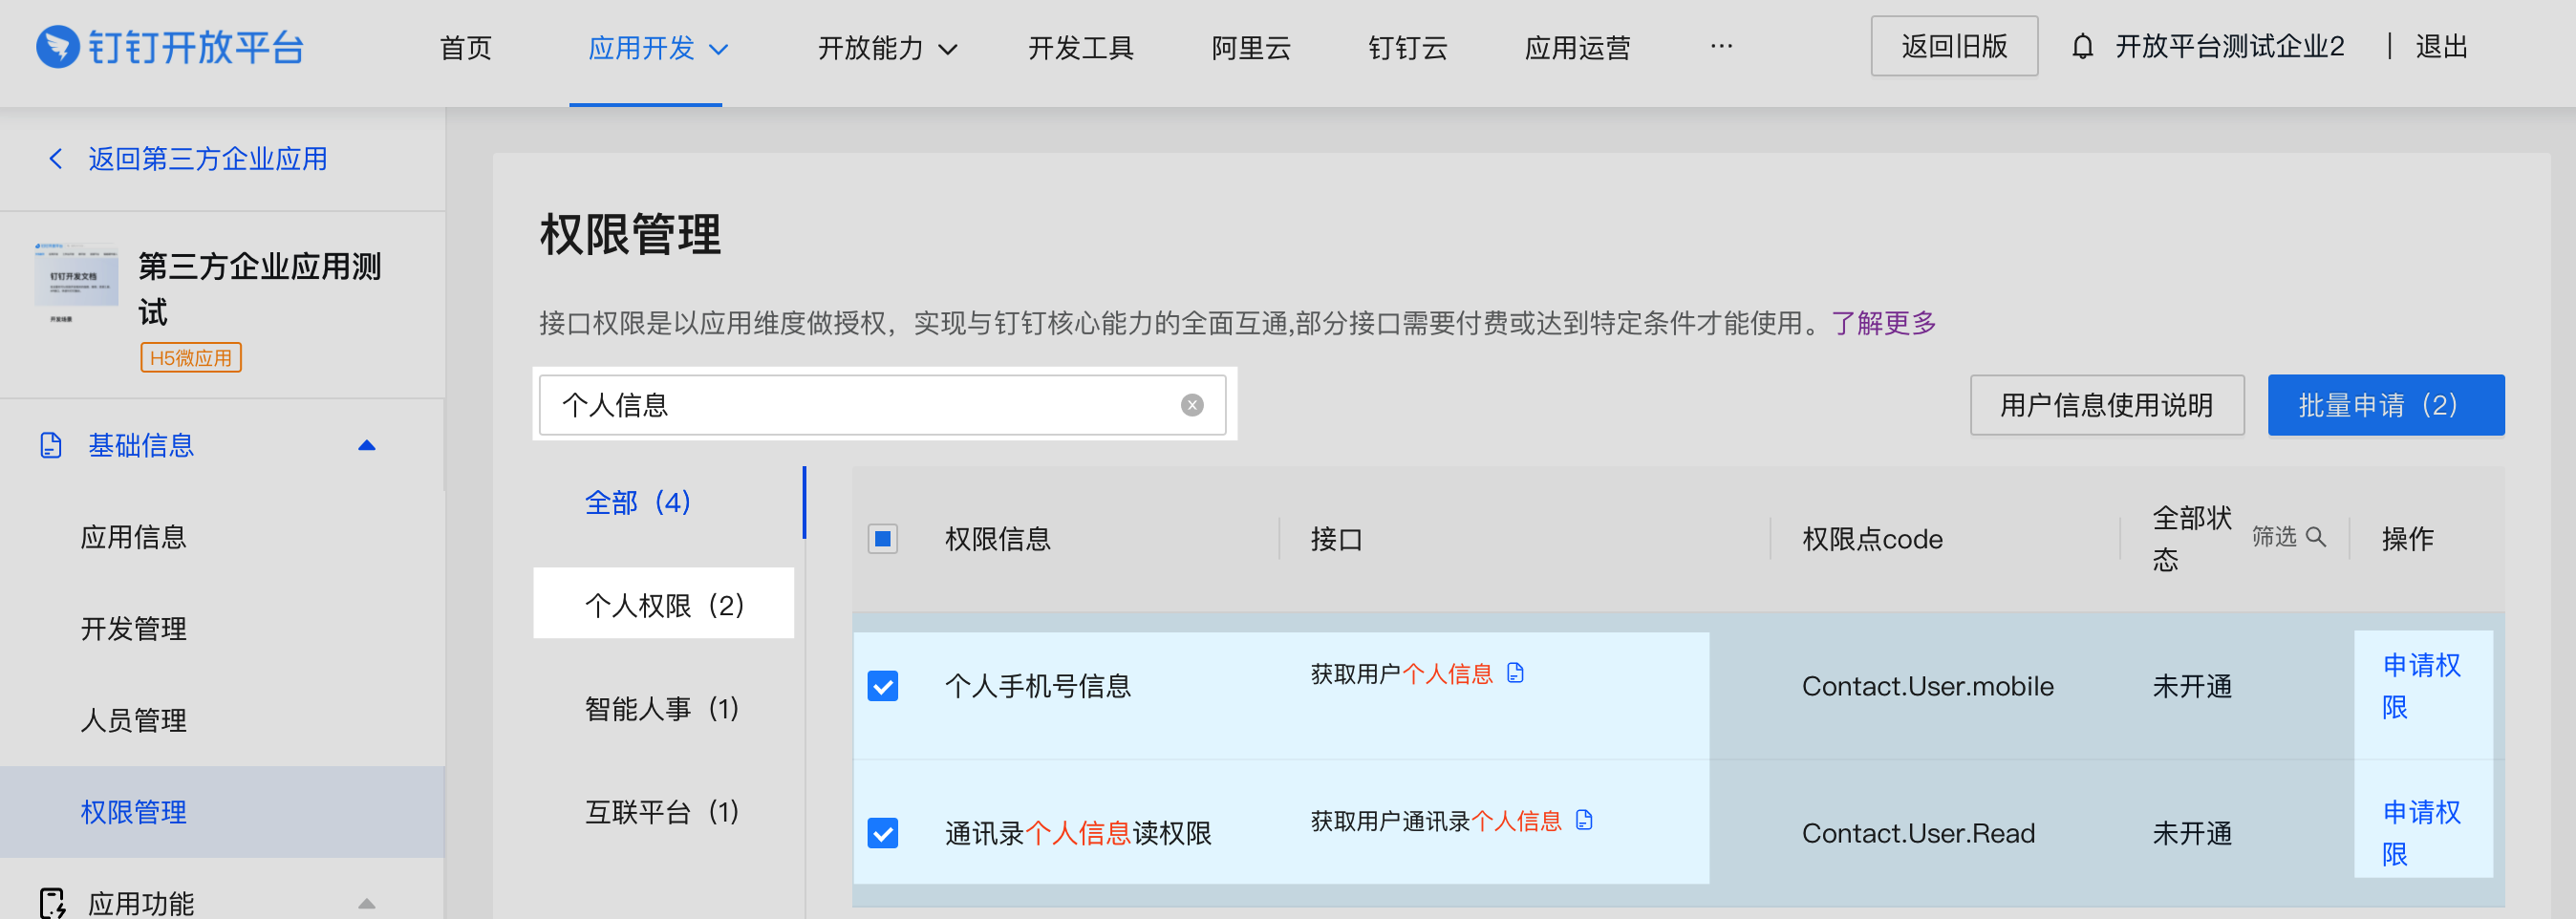 钉钉开放平台
首页
应用开发
开放能力
开发工具
阿里云
钉钉云
应用运营
···
返回旧版
开放平台测试企业2
退出
返回第三方企业应用
钉钉开发文档
第三方企业应用测
试
H5微应用
基础信息
应用信息
开发管理
人员管理
权限管理
应用功能
权限管理
接口权限是以应用维度做授权，实现与钉钉核心能力的全面互通,部分接口需要付费或达到特定条件才能使用。了解更多
个人信息
用户信息使用说明
批量申请（2）
全部（4）
个人权限（2）
智能人事（1）
互联平台（1）
权限信息
接口
权限点code
全部状
态
筛选
操作
个人手机号信息
获取用户个人信息
Contact.User.mobile
未开通
申请权
限
通讯录个人信息读权限
获取用户通讯录个人信息
Contact.User.Read
未开通
申请权
限